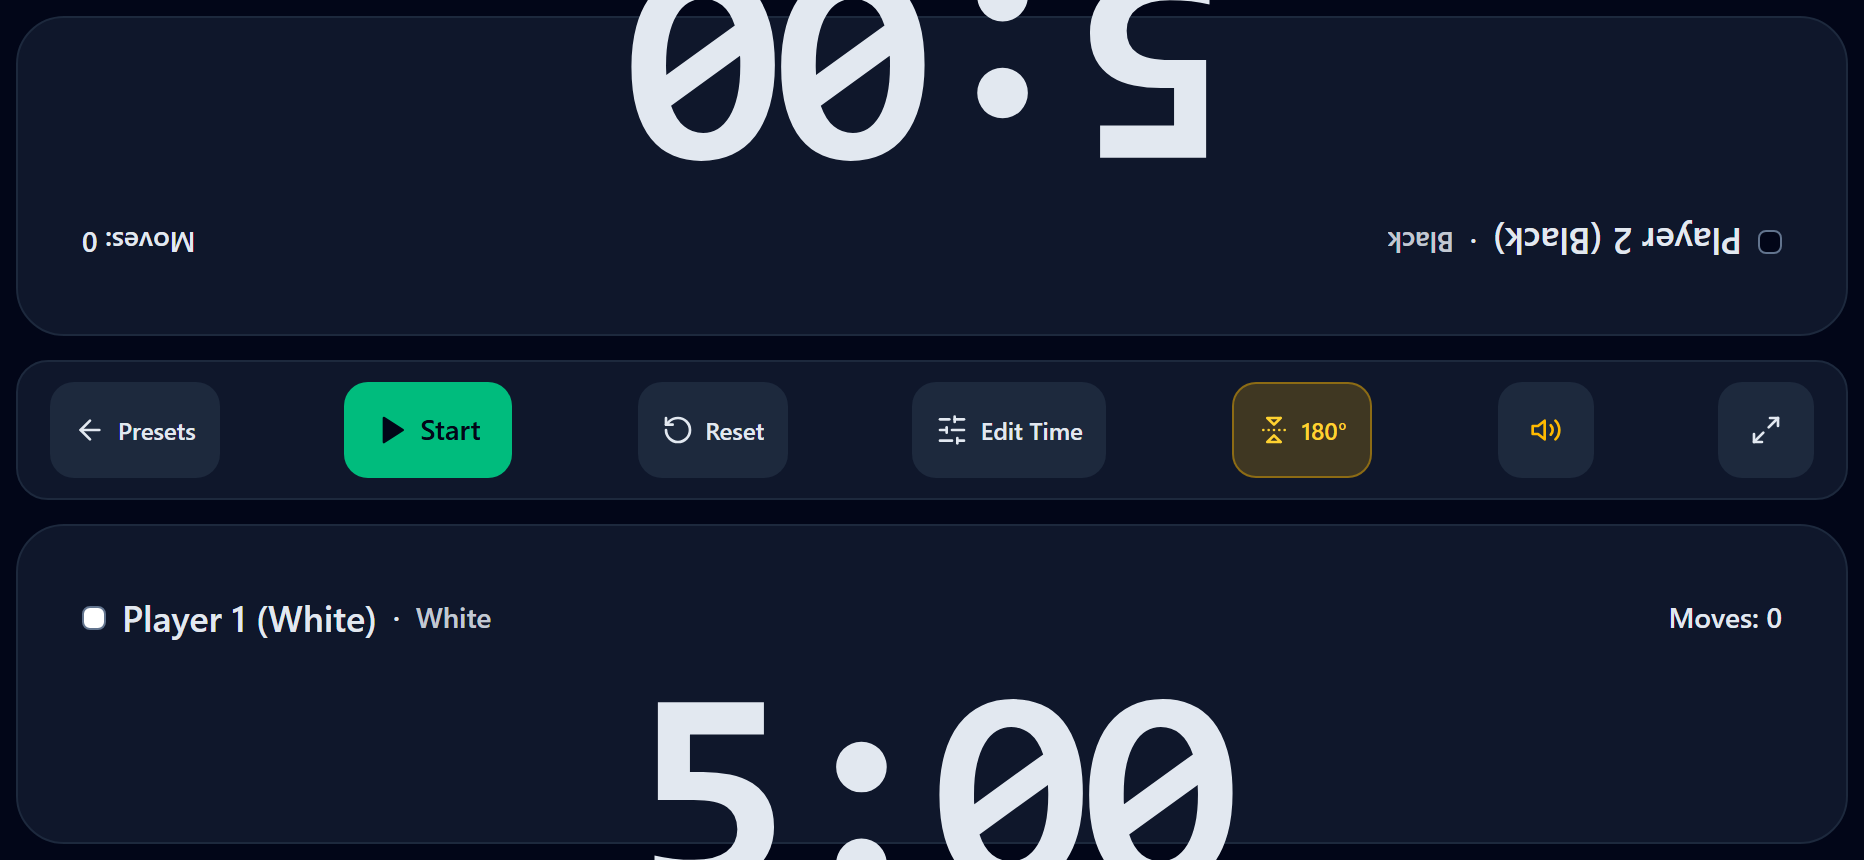 5:00
Moves: 0
Player 2 (Black) · Black
Presets
Start
Reset
Edit Time
180°
Player 1 (White) · White
Moves: 0
5:00